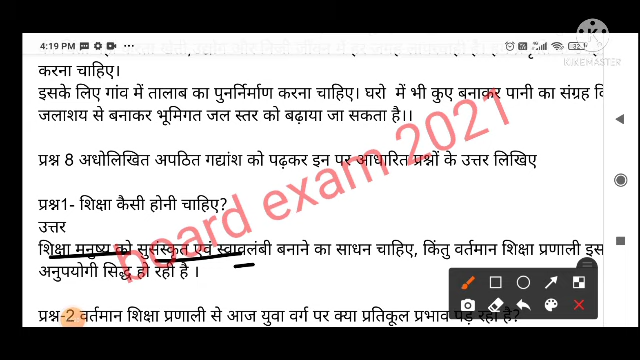 4:19 PM
KINEMASTER
करना चाहिए।
इसके लिए गांव में तालाब का पुनर्निर्माण करना चाहिए। घरो में भी कुए बनाकर पानी का संग्रह
जलाशय से बनाकर भूमिगत जल स्तर को बढ़ाया जा सकता है।।
प्रश्न 8 अधोलिखित अपठित गद्यांश को पढ़कर इन पर आधारित प्रश्नों के उत्तर लिखिए
board exam 2021
प्रश्न1- शिक्षा कैसी होनी चाहिए?
उत्तर
शिक्षा मनुष्य को सुसंस्कृत एवं स्वावलंबी बनाने का साधन चाहिए, किंतु वर्तमान शिक्षा प्रणाली इस
अनुपयोगी सिद्ध हो रही है ।
प्रश्न-2 वर्तमान शिक्षा प्रणाली से आज युवा वर्ग पर क्या प्रतिकूल प्रभाव पड़ रहा है?